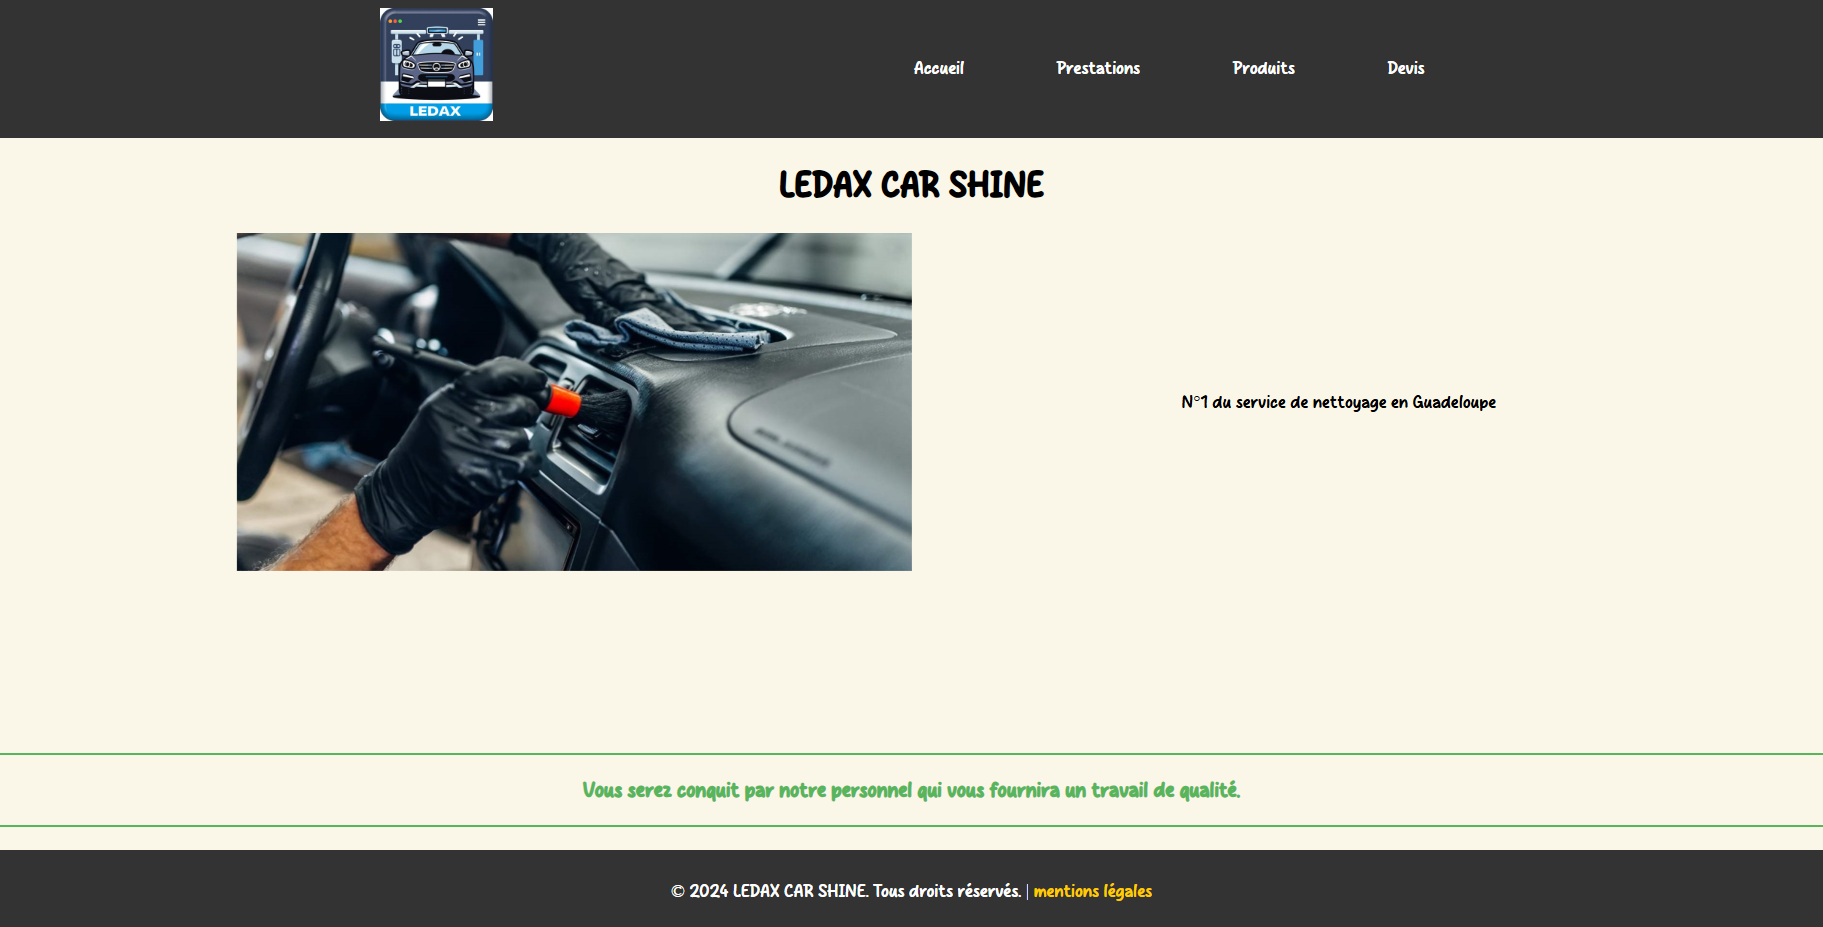 LEDAX
Accueil
Prestations
Produits
Devis
LEDAX CAR SHINE
N°1 du service de nettoyage en Guadeloupe
Vous serez conquit par notre personnel qui vous fournira un travail de qualité.
© 2024 LEDAX CAR SHINE. Tous droits réservés. | mentions légales